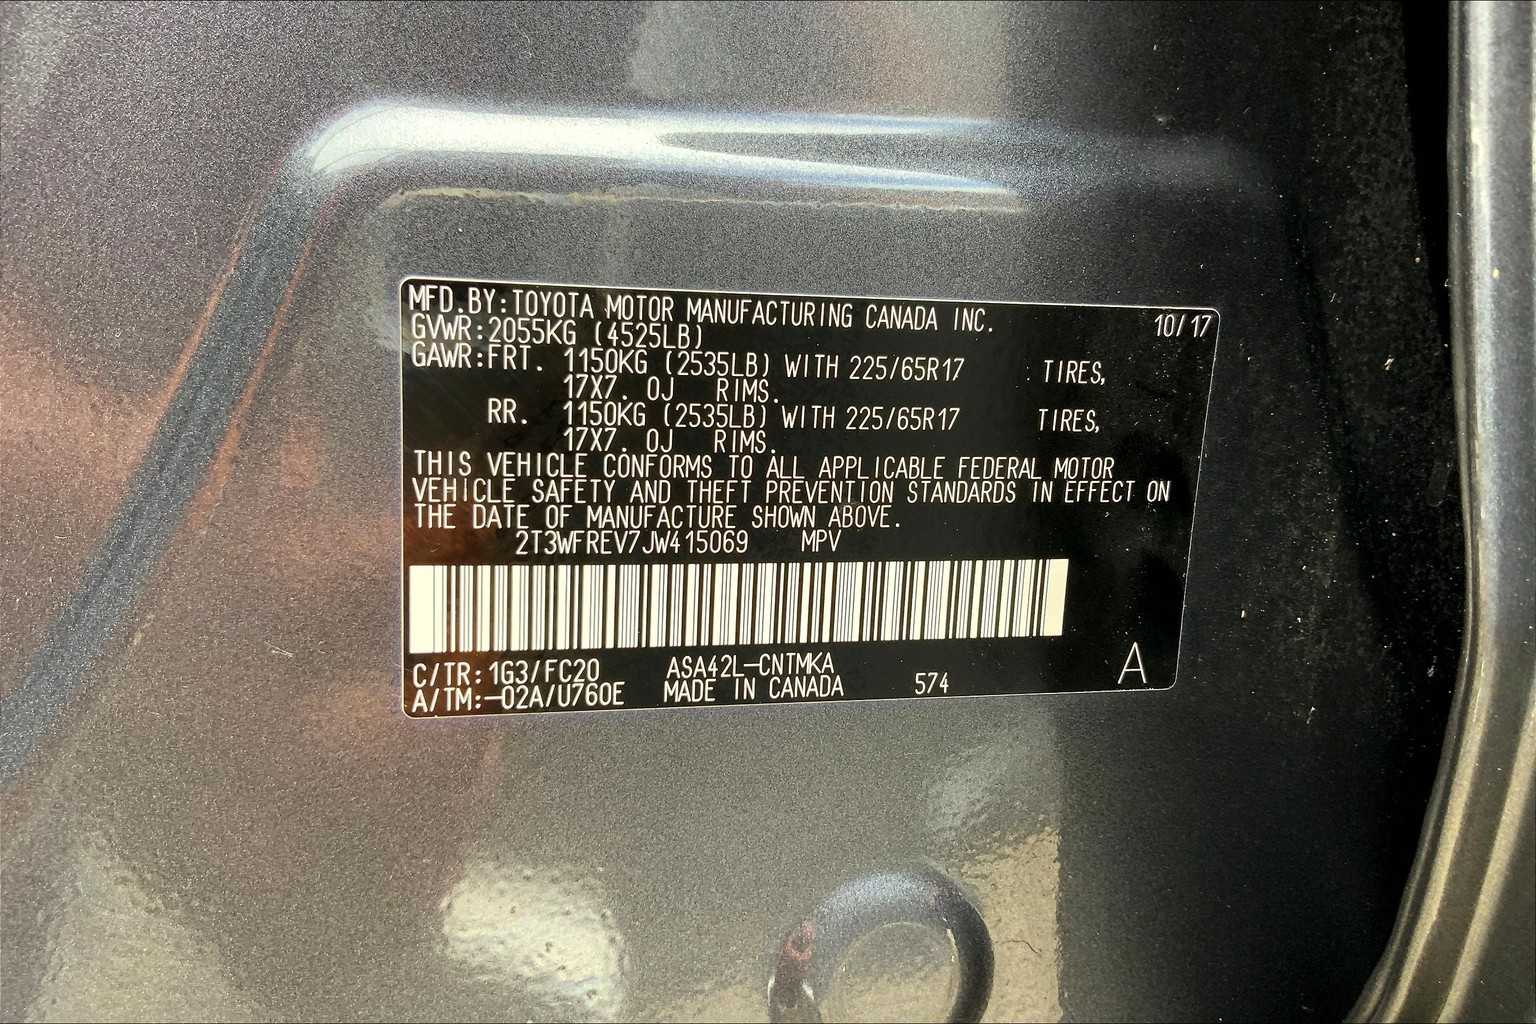 MFD.BY:TOYOTA MOTOR MANUFACTURING CANADA INC. 10/17
GVWR:2055KG (4525LB)
GAWR:FRT. 1150KG (2535LB) WITH 225/65R17 TIRES,
17X7. 0J RIMS.
RR. 1150KG (2535LB) WITH 225/65R17 TIRES,
17X7. 0J RIMS.
THIS VEHICLE CONFORMS TO ALL APPLICABLE FEDERAL MOTOR
VEHICLE SAFETY AND THEFT PREVENTION STANDARDS IN EFFECT ON
THE DATE OF MANUFACTURE SHOWN ABOVE.
2T3WFREV7JW415069 MPV
C/TR:1G3/FC20 ASA42L-CNTMKA
A/TM:-02A/U760E MADE IN CANADA 574 A